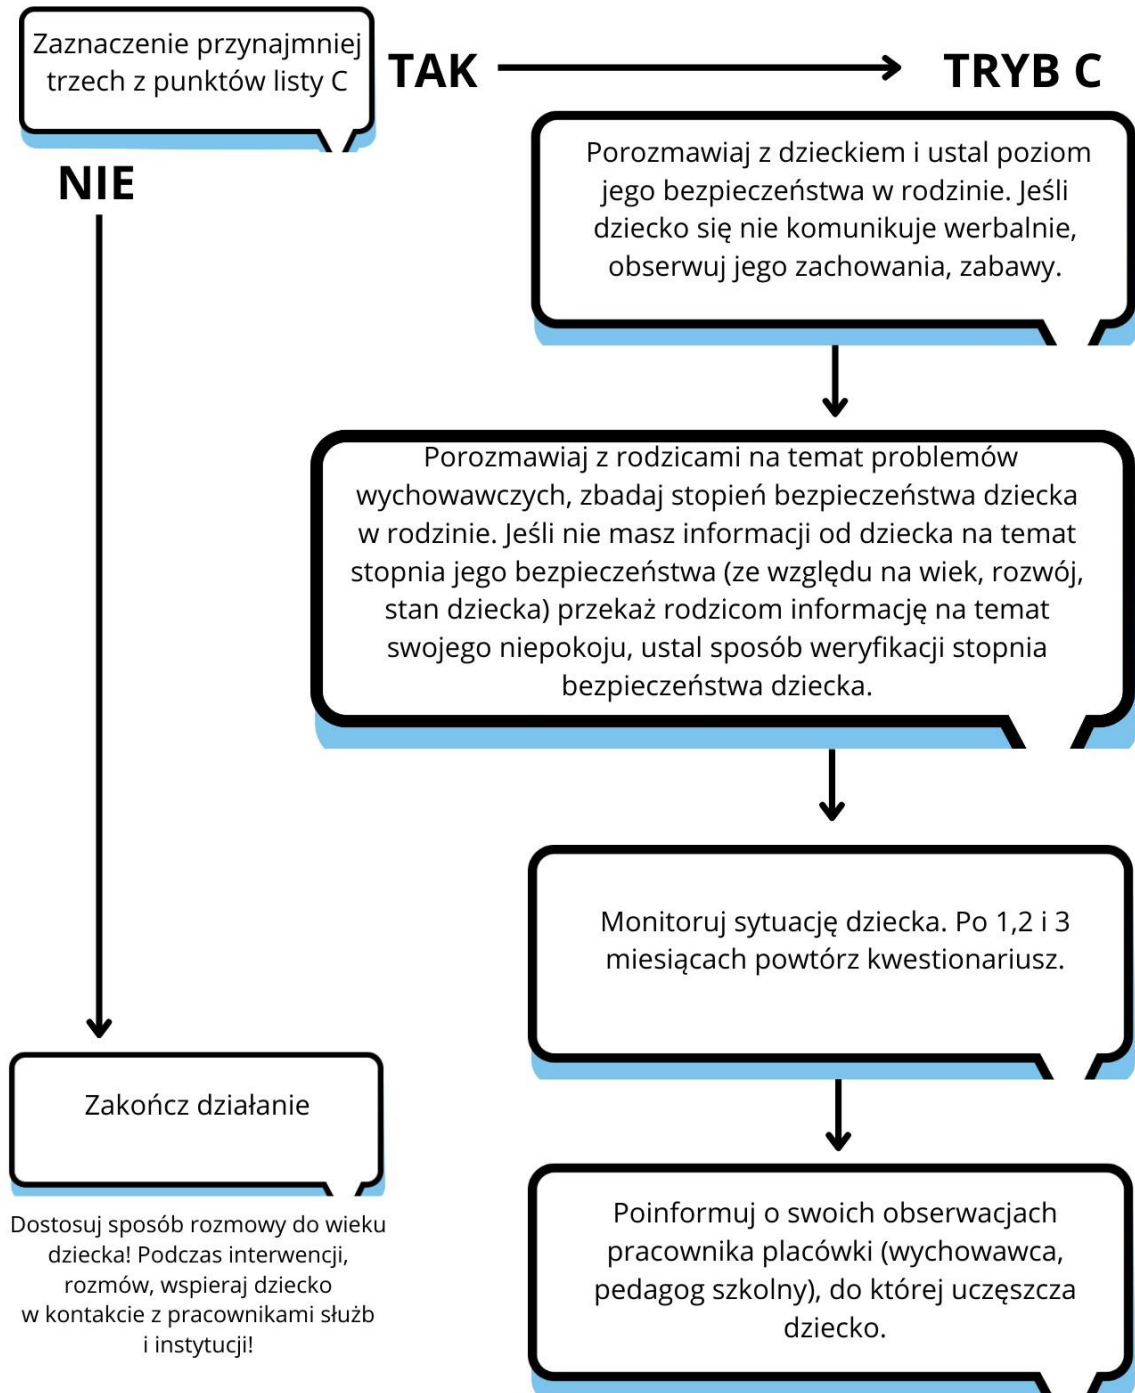 Zaznaczenie przynajmniej
trzech z punktów listy C
TAK
TRYB C
NIE
Porozmawiaj z dzieckiem i ustal poziom
jego bezpieczeństwa w rodzinie. Jeśli
dziecko się nie komunikuje werbalnie,
obserwuj jego zachowania, zabawy.
Porozmawiaj z rodzicami na temat problemów
wychowawczych, zbadaj stopień bezpieczeństwa dziecka
w rodzinie. Jeśli nie masz informacji od dziecka na temat
stopnia jego bezpieczeństwa (ze względu na wiek, rozwój,
stan dziecka) przekaż rodzicom informację na temat
swojego niepokoju, ustal sposób weryfikacji stopnia
bezpieczeństwa dziecka.
Monitoruj sytuację dziecka. Po 1,2 i 3
miesiącach powtórz kwestionariusz.
Zakończ działanie
Dostosuj sposób rozmowy do wieku
dziecka! Podczas interwencji,
rozmów, wspieraj dziecko
w kontakcie z pracownikami służb
i instytucji!
Poinformuj o swoich obserwacjach
pracownika placówki (wychowawca,
pedagog szkolny), do której uczęszcza
dziecko.